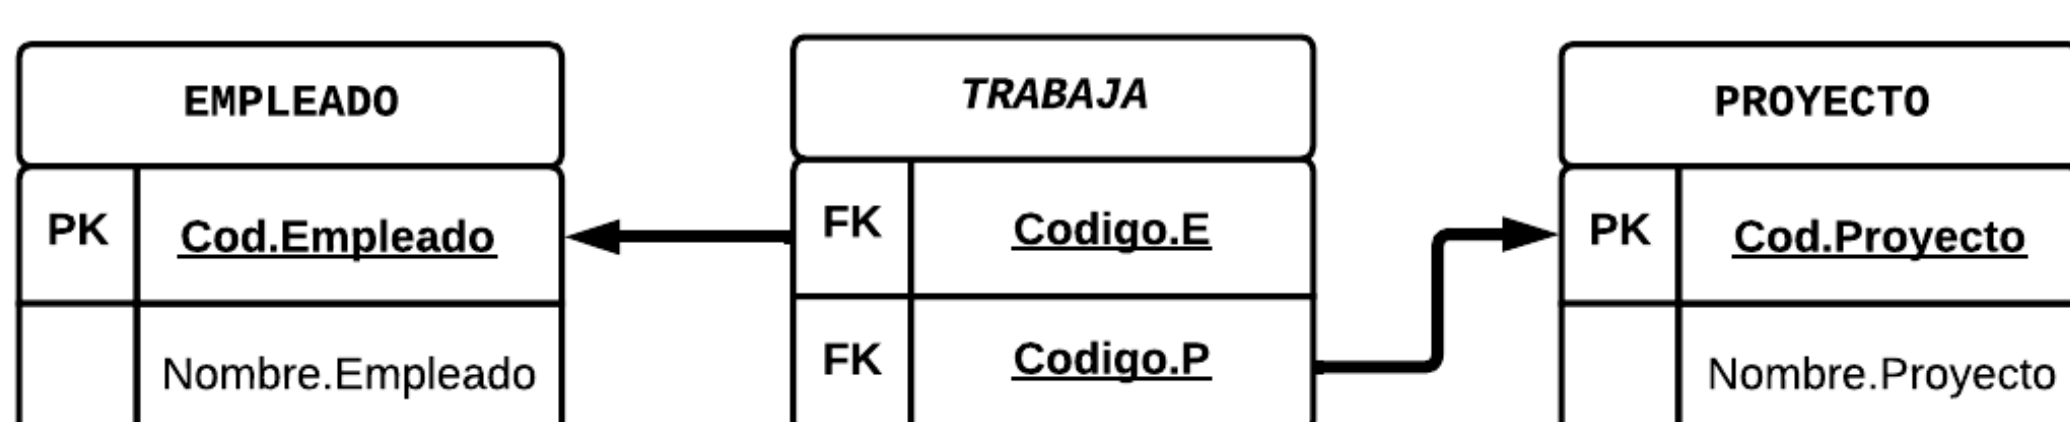 EMPLEADO
PK Cod.Empleado
Nombre.Empleado
TRABAJA
FK Codigo.E
FK Codigo.P
PROYECTO
PK Cod.Proyecto
Nombre.Proyecto